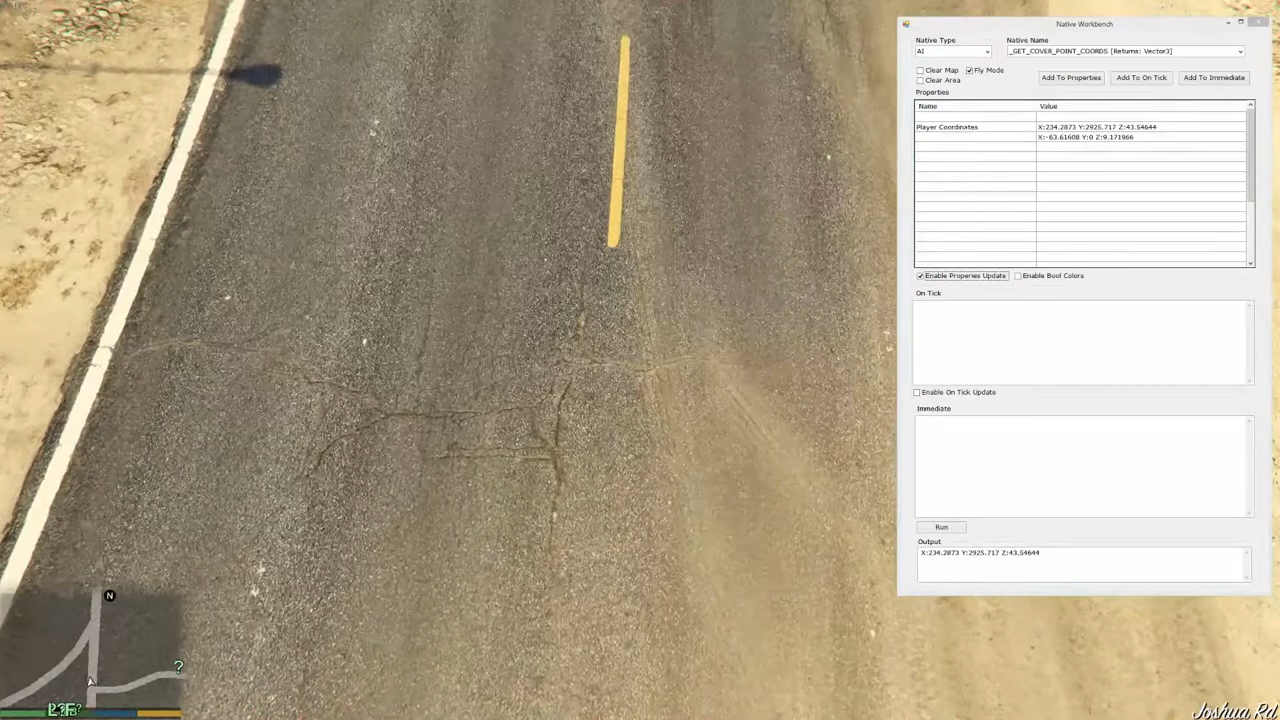 Native Workbench
Native Type
Native Name
AI
_GET_COVER_POINT_COORDS [Returns: Vector3]
Clear Map
Fly Mode
Clear Area
Add To Properties
Add To On Tick
Add To Immediate
Properties
Name
Value
Player Coordinates
X:234.2873 Y:2925.717 Z:43.54644
X:-63.61608 Y:0 Z:9.171966
Enable Properies Update
Enable Bool Colors
On Tick
Enable On Tick Update
Immediate
Run
Output
X:234.2873 Y:2925.717 Z:43.54644
N
?
Joshua Rd